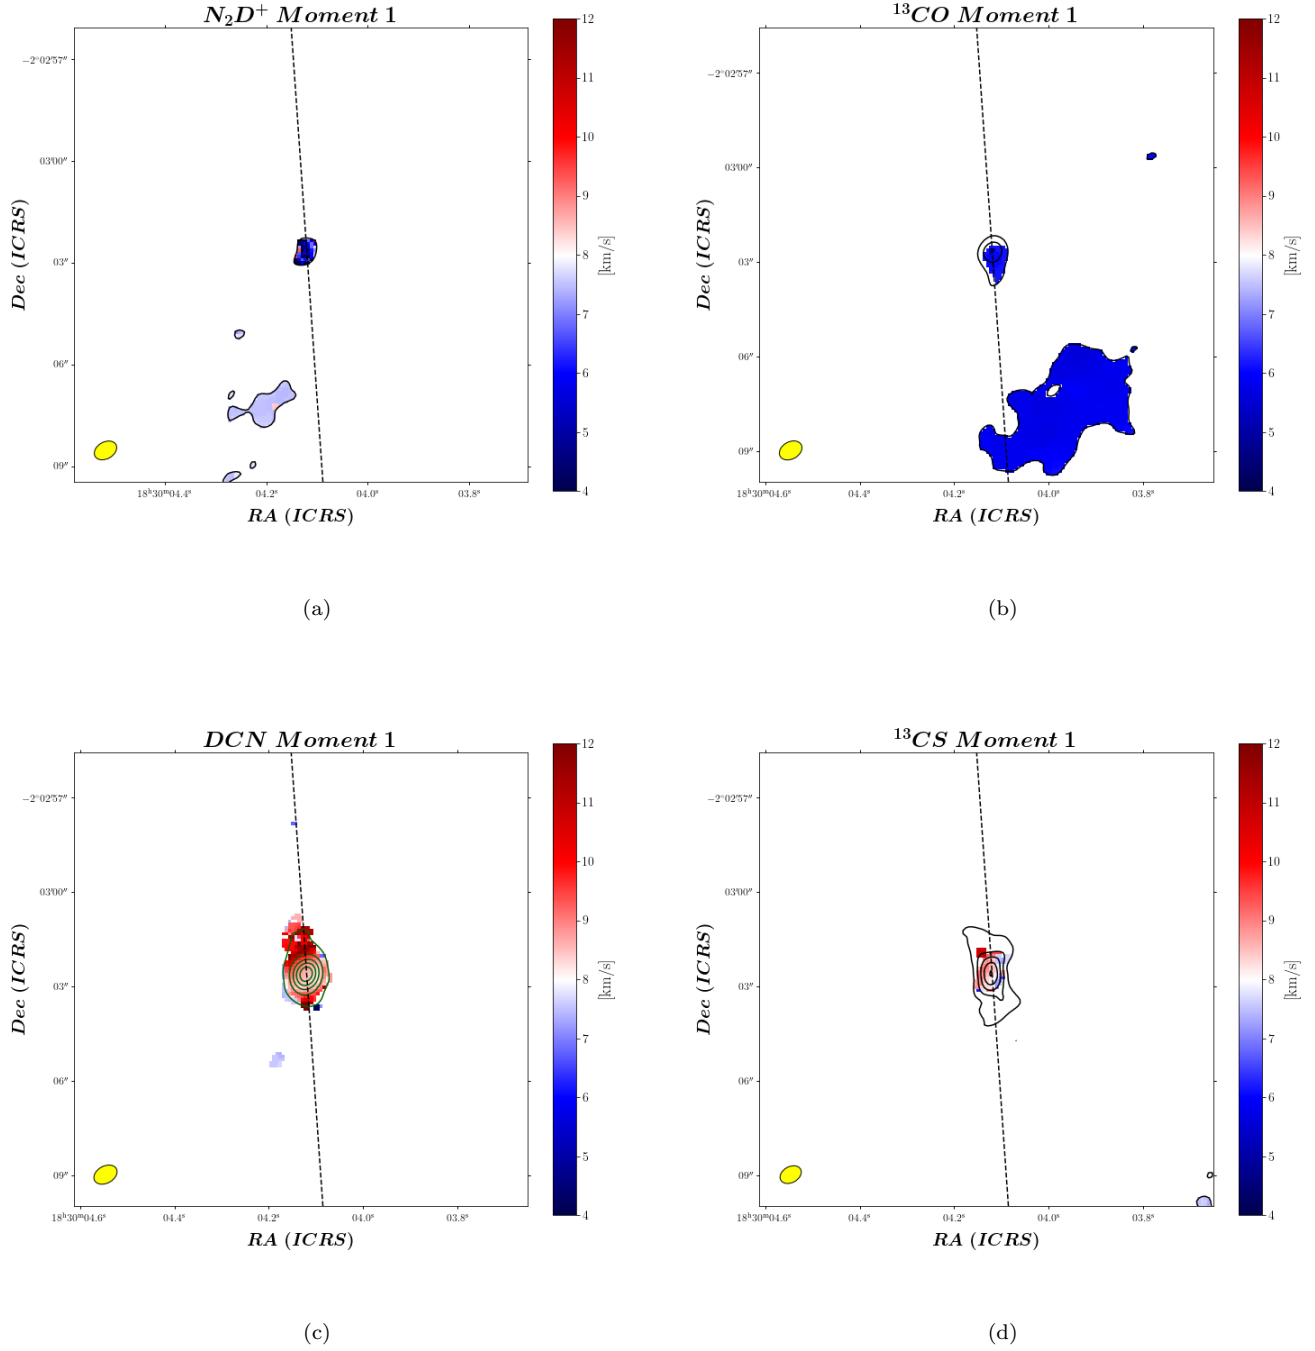 N₂D⁺ Moment 1
12
11
10
9
8
7
6
5
4
[km/s]
−2°02′57″
03′00″
03″
06″
09″
Dec (ICRS)
18ʰ30ᵐ04.4ˢ 04.2ˢ 04.0ˢ 03.8ˢ
RA (ICRS)
(a)
¹³CO Moment 1
12
11
10
9
8
7
6
5
4
[km/s]
−2°02′57″
03′00″
03″
06″
09″
Dec (ICRS)
18ʰ30ᵐ04.6ˢ 04.4ˢ 04.2ˢ 04.0ˢ 03.8ˢ
RA (ICRS)
(b)
DCN Moment 1
12
11
10
9
8
7
6
5
4
[km/s]
−2°02′57″
03′00″
03″
06″
09″
Dec (ICRS)
18ʰ30ᵐ04.6ˢ 04.4ˢ 04.2ˢ 04.0ˢ 03.8ˢ
RA (ICRS)
(c)
¹³CS Moment 1
12
11
10
9
8
7
6
5
4
[km/s]
−2°02′57″
03′00″
03″
06″
09″
Dec (ICRS)
18ʰ30ᵐ04.6ˢ 04.4ˢ 04.2ˢ 04.0ˢ 03.8ˢ
RA (ICRS)
(d)